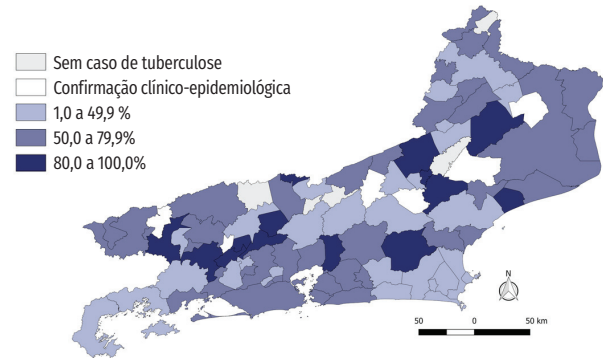 Sem caso de tuberculose
Confirmação clínico-epidemiológica
1,0 a 49,9 %
50,0 a 79,9%
80,0 a 100,0%
N
50 0 50 km